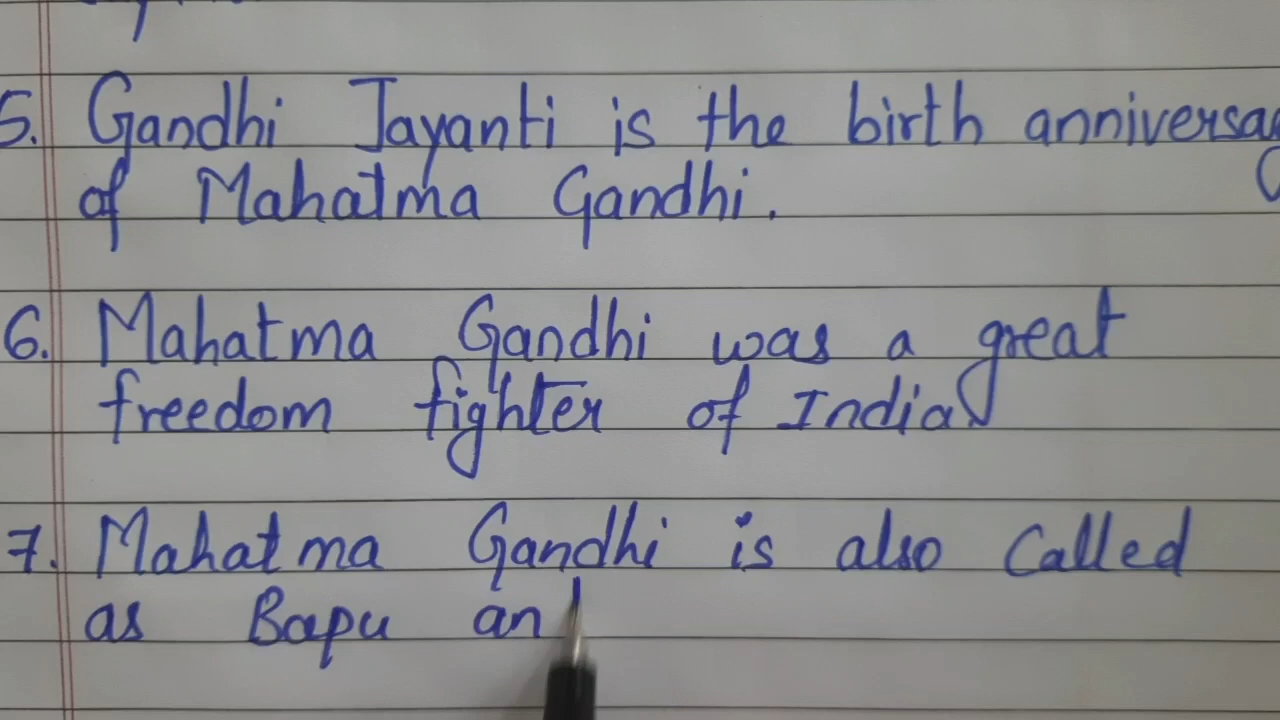 5. Gandhi Jayanti is the birth anniversa
of Mahatma Gandhi.
6. Mahatma Gandhi was a great
freedom fighter of India
7. Mahatma Gandhi is also called
as Bapu an